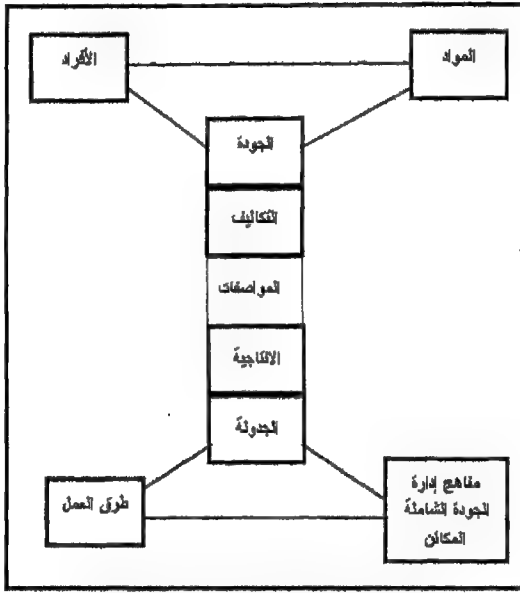 المواد
الأفراد
الجودة
التكاليف
المواصفات
الانتاجية
الجدولة
طرق العمل
مناهج إدارة
الجودة الشاملة
المكائن